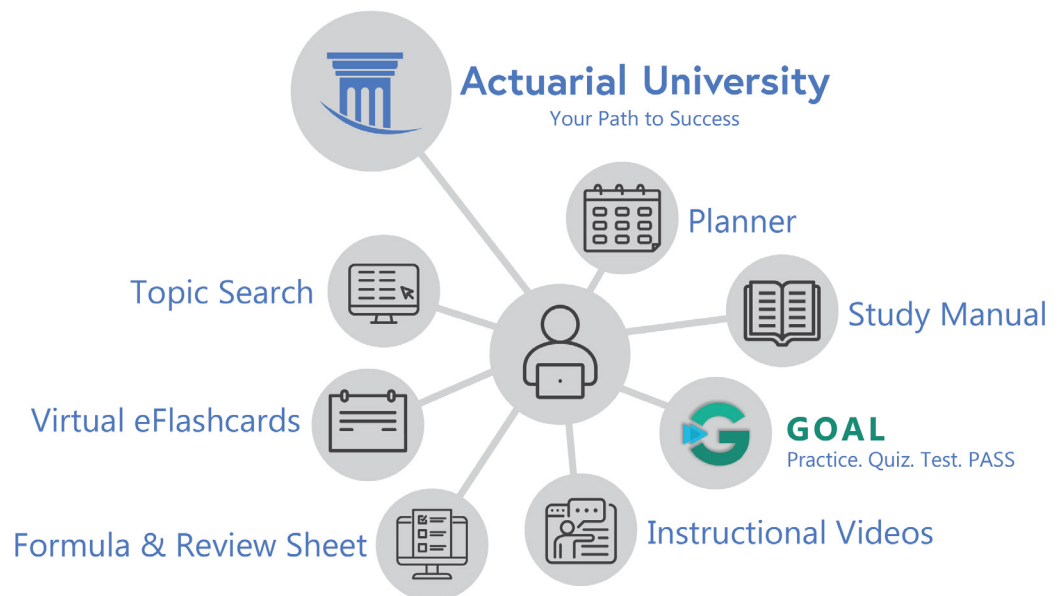 Actuarial University
Your Path to Success
Planner
Topic Search
Study Manual
Virtual eFlashcards
GOAL
Practice. Quiz. Test. PASS
Formula & Review Sheet
Instructional Videos